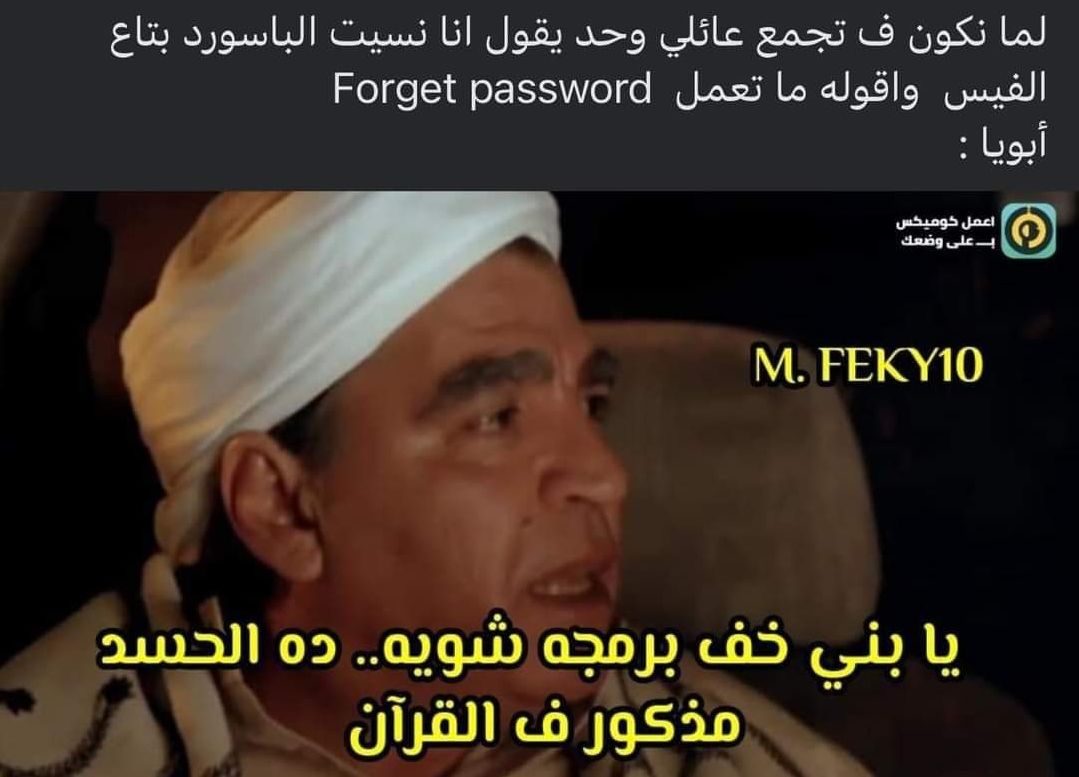 لما نكون ف تجمع عائلي وحد يقول انا نسيت الباسورد بتاع
الفيس واقوله ما تعمل Forget password
أبويا :
اعمل كوميكس
بـــ على وضعك
M. FEKY10
يا بني خف برمجه شويه.. ده الحسد
مذكور ف القرآن